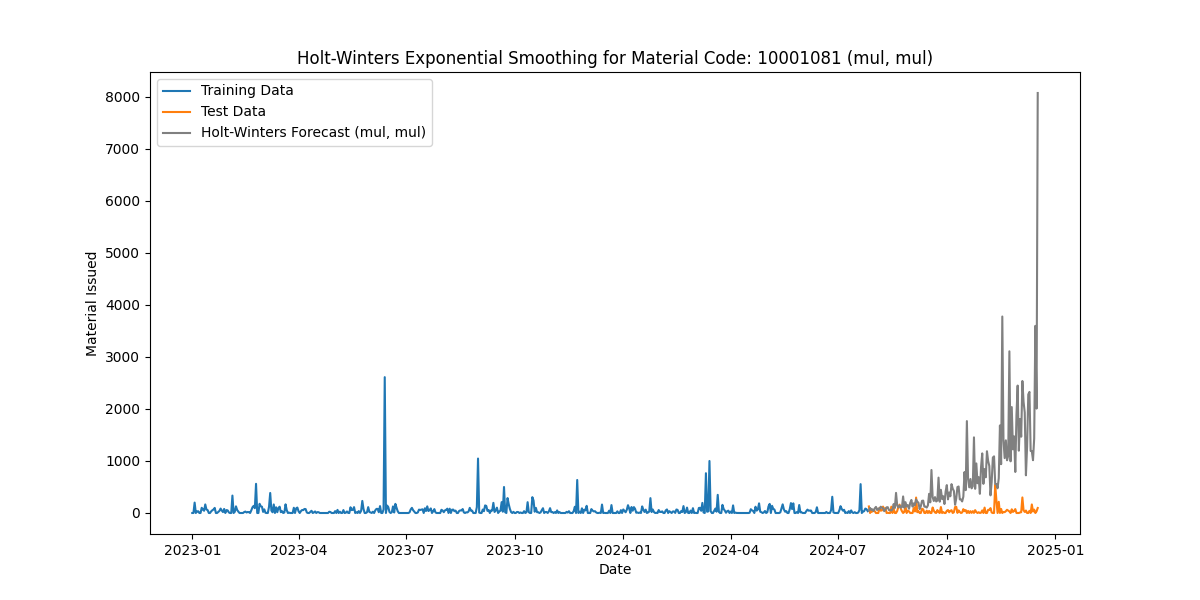 Holt-Winters Exponential Smoothing for Material Code: 10001081 (mul, mul)
Training Data
Test Data
Holt-Winters Forecast (mul, mul)
Material Issued
8000
7000
6000
5000
4000
3000
2000
1000
0
2023-01 2023-04 2023-07 2023-10 2024-01 2024-04 2024-07 2024-10 2025-01
Date